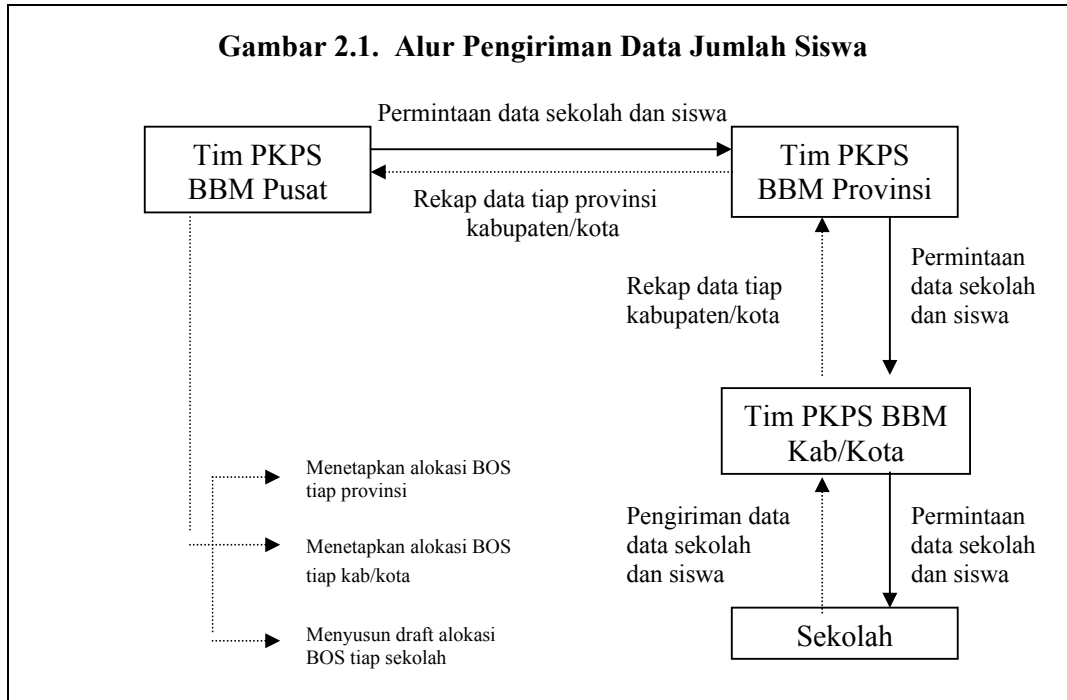 Gambar 2.1. Alur Pengiriman Data Jumlah Siswa
Permintaan data sekolah dan siswa
Tim PKPS
BBM Pusat
Tim PKPS
BBM Provinsi
Rekap data tiap provinsi
kabupaten/kota
Rekap data tiap
kabupaten/kota
Permintaan
data sekolah
dan siswa
Tim PKPS BBM
Kab/Kota
Menetapkan alokasi BOS
tiap provinsi
Menetapkan alokasi BOS
tiap kab/kota
Menyusun draft alokasi
BOS tiap sekolah
Pengiriman data
data sekolah
dan siswa
Permintaan
data sekolah
dan siswa
Sekolah